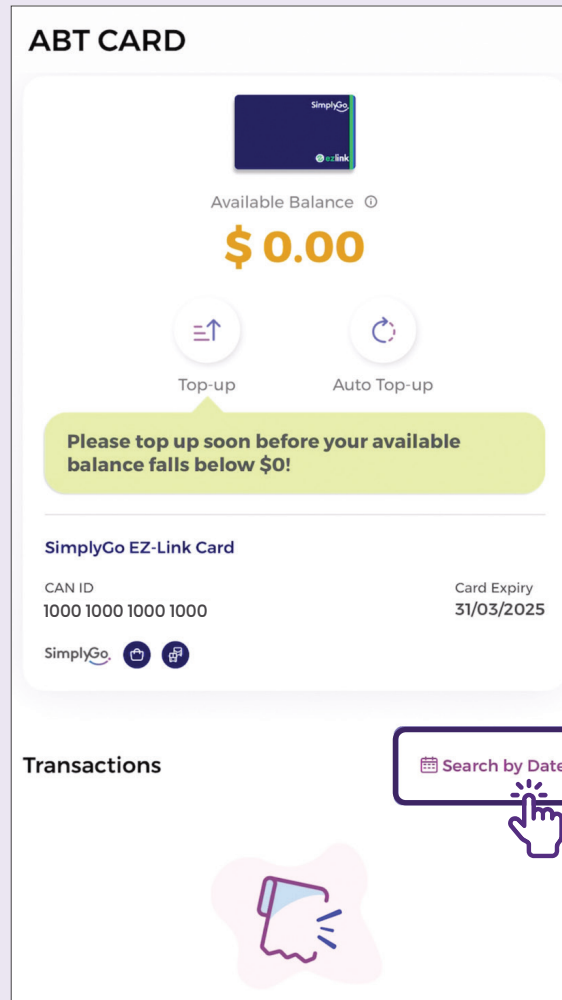 ABT CARD
SimplyGo
ezlink
Available Balance
$ 0.00
Top-up
Auto Top-up
Please top up soon before your available
balance falls below $0!
SimplyGo EZ-Link Card
CAN ID
Card Expiry
1000 1000 1000 1000
31/03/2025
SimplyGo
Transactions
Search by Date